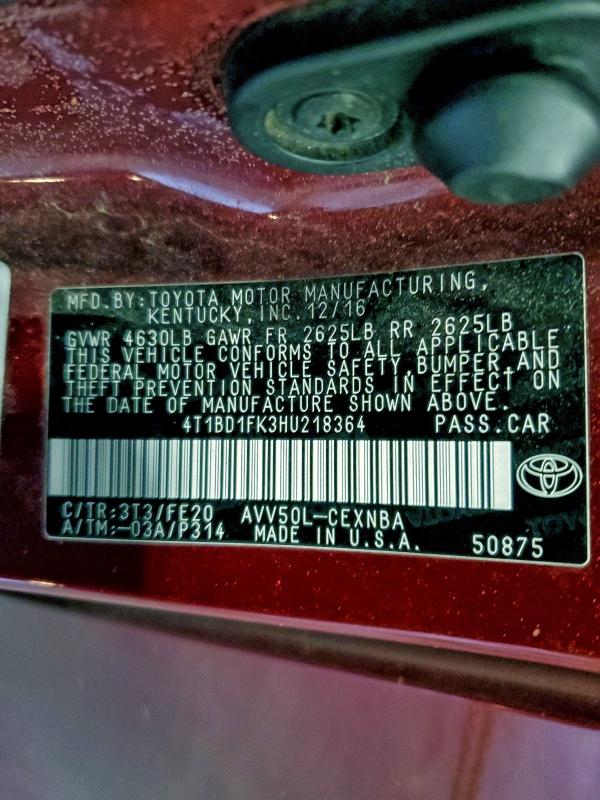 MFD.BY:TOYOTA MOTOR MANUFACTURING,
KENTUCKY,INC.12/16
GVWR 4630LB GAWR FR 2625LB RR 2625LB
THIS VEHICLE CONFORMS TO ALL APPLICABLE
FEDERAL MOTOR VEHICLE SAFETY,BUMPER,AND
THEFT PREVENTION STANDARDS IN EFFECT ON
THE DATE OF MANUFACTURE SHOWN ABOVE.
4T1BD1FK3HU218364 PASS.CAR
C/TR:3T3/FE20 AVV50L-CEXNBA
A/TM:-03A/P314 MADE IN U.S.A. 50875